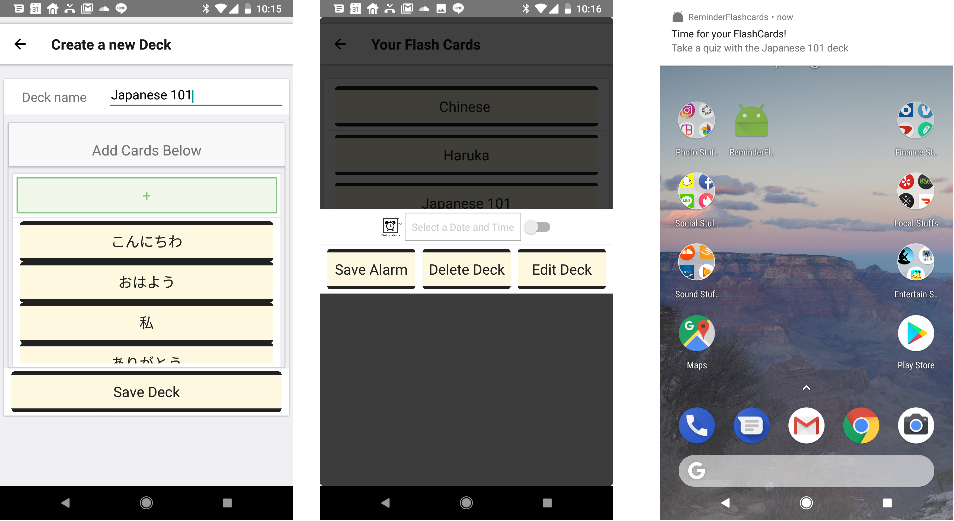 10:15
Create a new Deck
Deck name
Japanese 101
Add Cards Below
+
こんにちわ
おはよう
私
ありがとう
Save Deck
10:16
Your Flash Cards
Chinese
Haruka
Japanese 101
Select a Date and Time
Save Alarm
Delete Deck
Edit Deck
ReminderFlashcards • now
Time for your FlashCards!
Take a quiz with the Japanese 101 deck
Photo Stuf..
ReminderFl..
Finance St..
Social Stuf..
Local Stuffs
Sound Stuf..
Entertain S..
Maps
Play Store